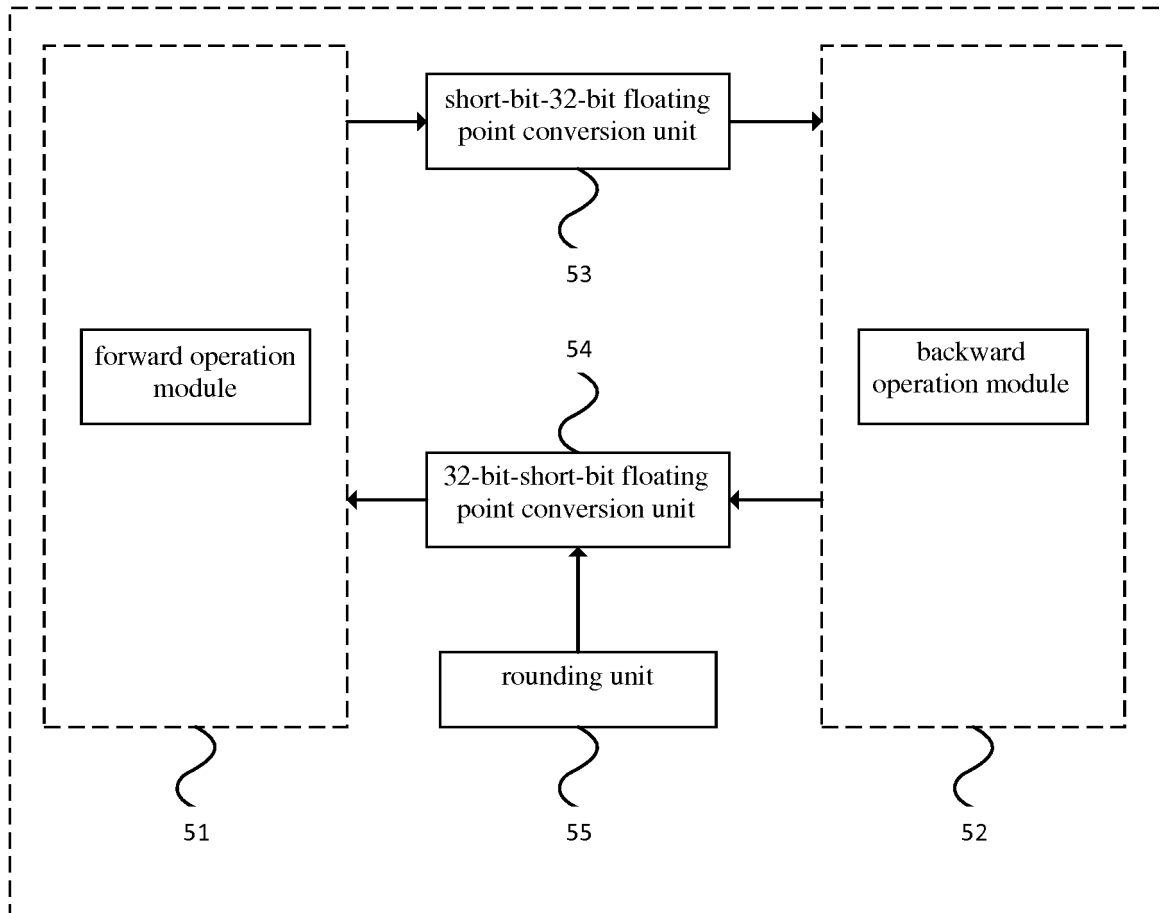 short-bit-32-bit floating
point conversion unit
53
54
forward operation
module
backward
operation module
32-bit-short-bit floating
point conversion unit
rounding unit
51
55
52